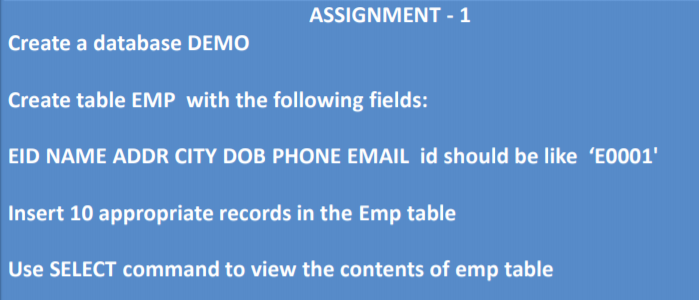 ASSIGNMENT - 1
Create a database DEMO
Create table EMP  with the following fields:
EID NAME ADDR CITY DOB PHONE EMAIL  id should be like  ‘E0001'
Insert 10 appropriate records in the Emp table
Use SELECT command to view the contents of emp table